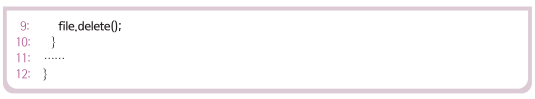 9: file.delete();
10: }
11: ······
12: }